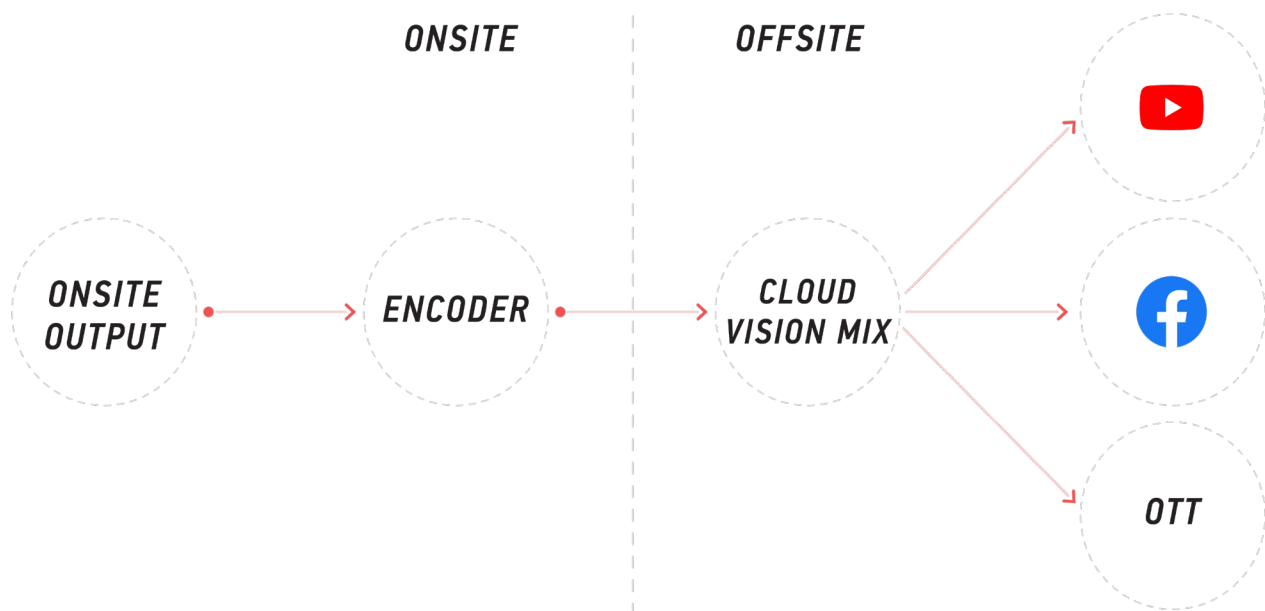 ONSITE
OFFSITE
ONSITE
OUTPUT
ENCODER
CLOUD
VISION MIX
OTT